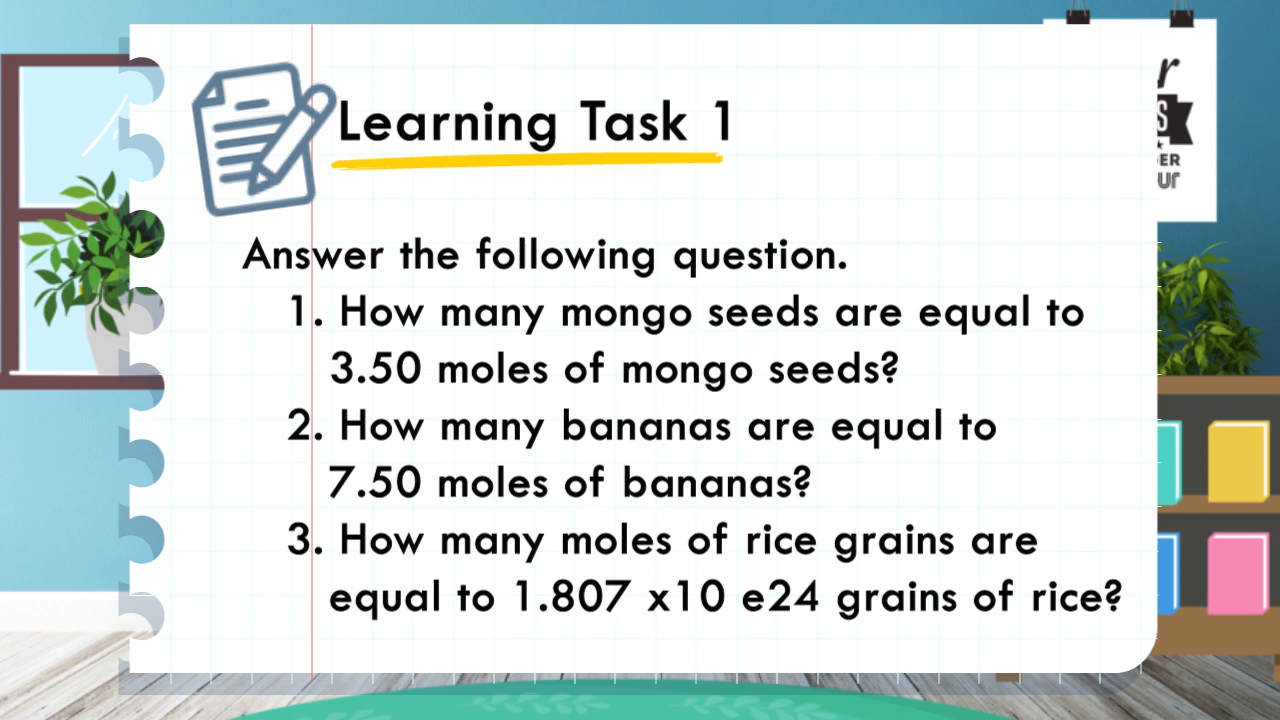 Learning Task 1
Answer the following question.
1. How many mongo seeds are equal to
3.50 moles of mongo seeds?
2. How many bananas are equal to
7.50 moles of bananas?
3. How many moles of rice grains are
equal to 1.807 x10 e24 grains of rice?